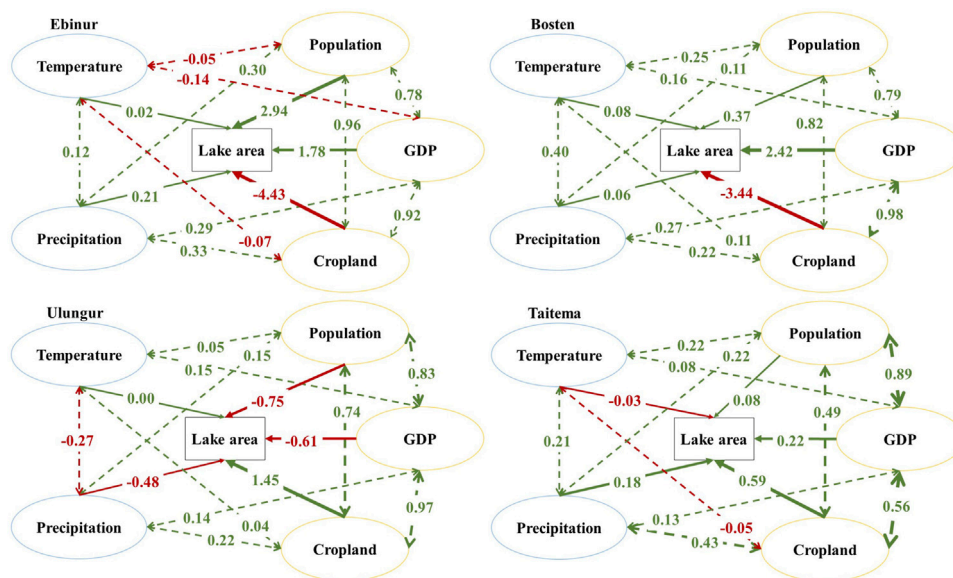 Ebinur
Temperature
Population
-0.05
0.30
-0.14
0.78
0.02
2.94
0.96
0.12
Lake area
1.78
GDP
0.21
-4.43
0.92
Precipitation
0.29
-0.07
0.33
Cropland
Bosten
Temperature
Population
0.25
0.11
0.16
0.79
0.08
0.37
0.82
0.40
Lake area
2.42
GDP
0.06
-3.44
0.98
Precipitation
0.27
0.11
0.22
Cropland
Ulungur
Temperature
Population
0.05
0.15
0.15
0.83
0.00
-0.75
0.74
-0.27
Lake area
-0.61
GDP
-0.48
1.45
0.97
Precipitation
0.14
0.04
0.22
Cropland
Taitema
Temperature
Population
0.22
0.22
0.08
0.89
-0.03
0.08
0.49
0.21
Lake area
0.22
GDP
0.18
0.59
0.56
Precipitation
0.13
-0.05
0.43
Cropland